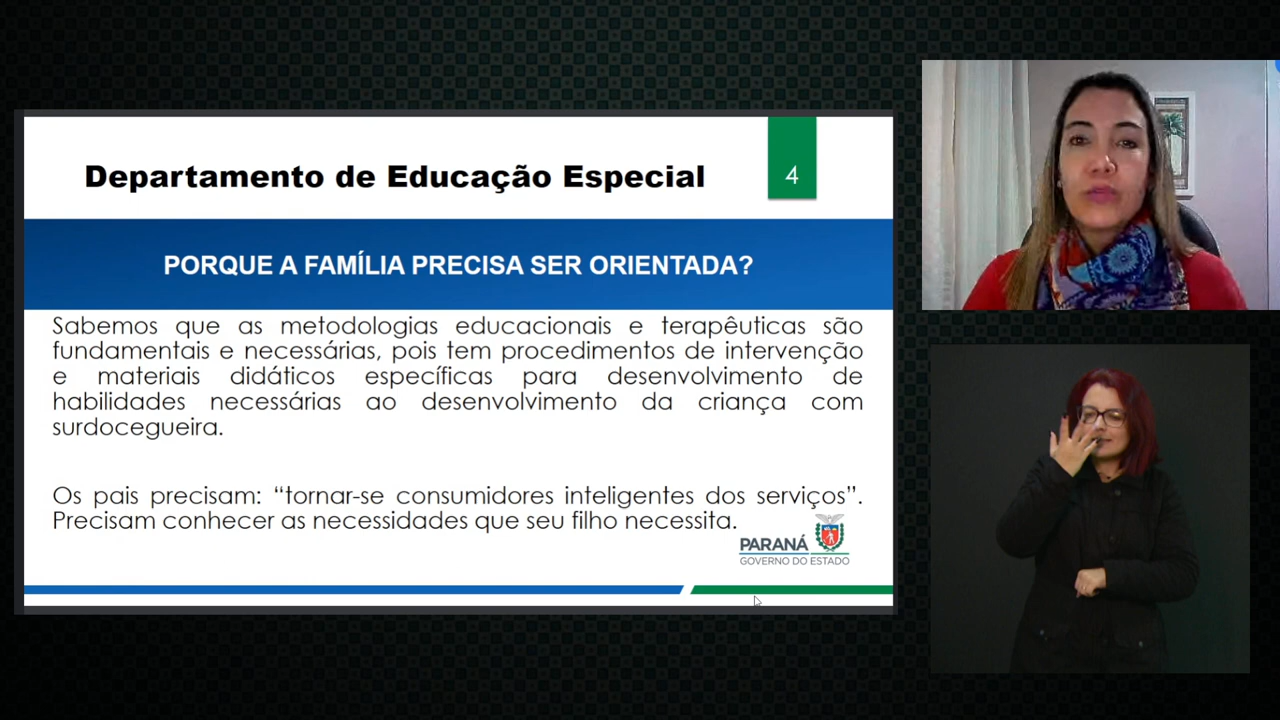 Departamento de Educação Especial
4
PORQUE A FAMÍLIA PRECISA SER ORIENTADA?
Sabemos que as metodologias educacionais e terapêuticas são
fundamentais e necessárias, pois tem procedimentos de intervenção
e materiais didáticos específicas para desenvolvimento de
habilidades necessárias ao desenvolvimento da criança com
surdocegueira.
Os pais precisam: “tornar-se consumidores inteligentes dos serviços”.
Precisam conhecer as necessidades que seu filho necessita.
PARANÁ
GOVERNO DO ESTADO